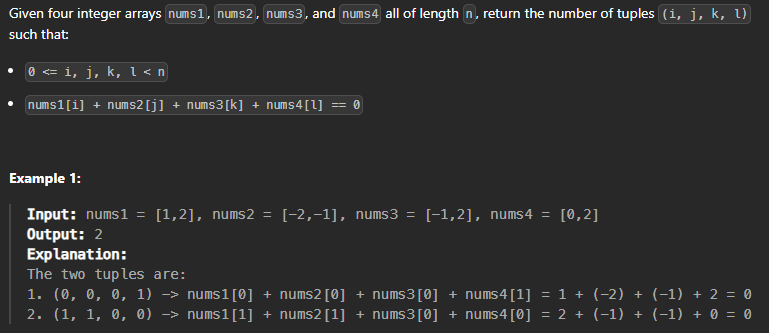 Given four integer arrays nums1, nums2, nums3, and nums4 all of length n, return the number of tuples (i, j, k, l)
such that:
• 0 <= i, j, k, l < n
• nums1[i] + nums2[j] + nums3[k] + nums4[l] == 0
Example 1:
Input: nums1 = [1,2], nums2 = [-2,-1], nums3 = [-1,2], nums4 = [0,2]
Output: 2
Explanation:
The two tuples are:
1. (0, 0, 0, 1) -> nums1[0] + nums2[0] + nums3[0] + nums4[1] = 1 + (-2) + (-1) + 2 = 0
2. (1, 1, 0, 0) -> nums1[1] + nums2[1] + nums3[0] + nums4[0] = 2 + (-1) + (-1) + 0 = 0